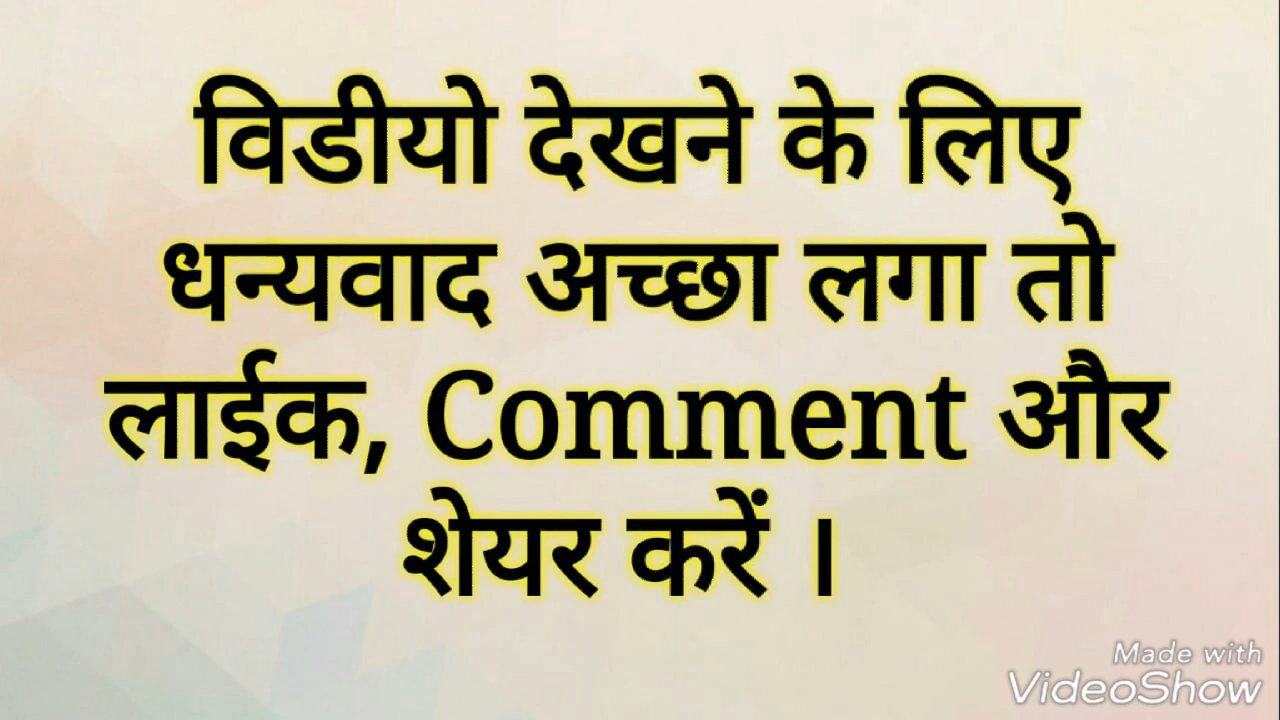 विडीयो देखने के लिए
धन्यवाद अच्छा लगा तो
लाईक, Comment और
शेयर करें ।
Made with
VideoShow